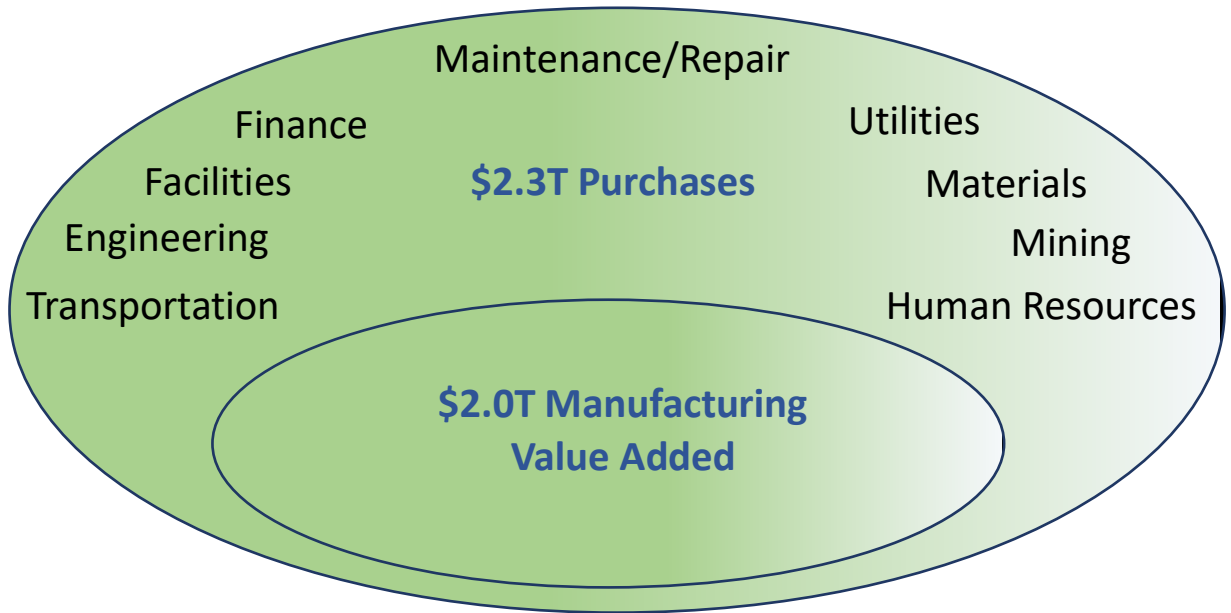 Maintenance/Repair
Finance
Utilities
Facilities
$2.3T Purchases
Materials
Engineering
Mining
Transportation
Human Resources
$2.0T Manufacturing
Value Added